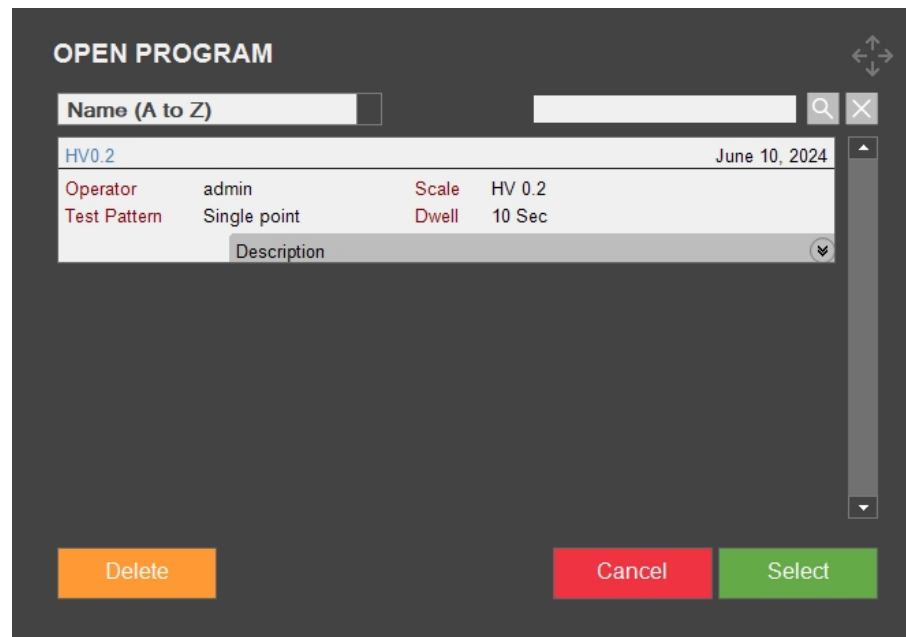 OPEN PROGRAM
Name (A to Z)
HV0.2 June 10, 2024
Operator admin Scale HV 0.2
Test Pattern Single point Dwell 10 Sec
Description
Delete Cancel Select